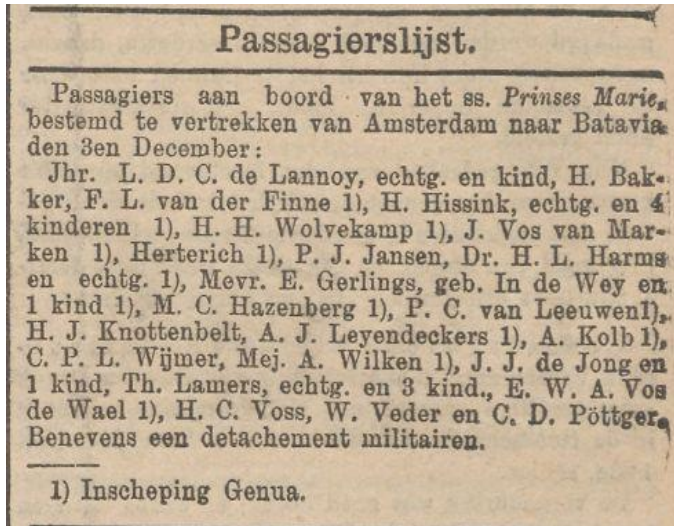 Passagierslijst.
Passagiers aan boord van het ss. Prinses Marie,
bestemd te vertrekken van Amsterdam naar Batavia
den 3en December:
Jhr. L. D. C. de Lannoy, echtg. en kind, H. Bak-
ker, F. L. van der Finne 1), H. Hissink, echtg. en 4
kinderen 1), H. H. Wolvekamp 1), J. Vos van Mar-
ken 1), Herterich 1), P. J. Jansen, Dr. H. L. Harms
en echtg. 1), Mevr. E. Gerlings, geb. In de Wey en
1 kind 1), M. C. Hazenberg 1), P. C. van Leeuwen1),
H. J. Knottenbelt, A. J. Leyendeckers 1), A. Kolb 1),
C. P. L. Wijmer, Mej. A. Wilken 1), J. J. de Jong en
1 kind, Th. Lamers, echtg. en 3 kind., E. W. A. Vos
de Wael 1), H. C. Voss, W. Veder en C. D. Pöttger.
Benevens een detachement militairen.
1) Inscheping Genua.